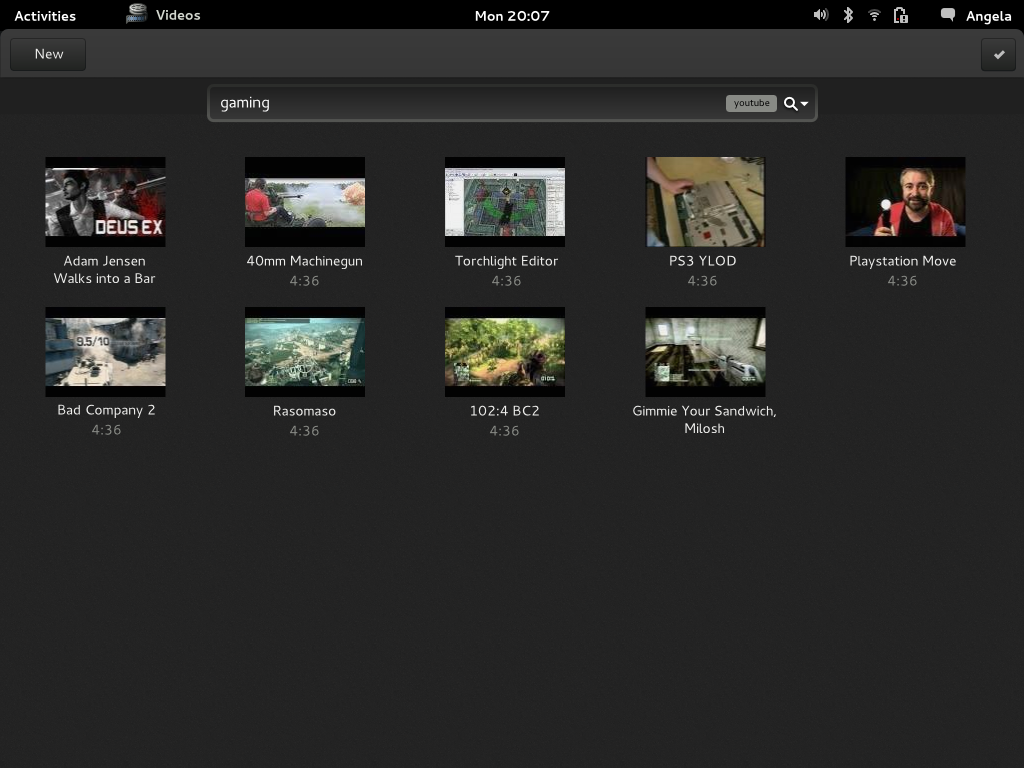 Activities Videos Mon 20:07 Angela
New
gaming youtube
DEUS EX
Adam Jensen
Walks into a Bar
40mm Machinegun
4:36
Torchlight Editor
4:36
PS3 YLOD
4:36
Playstation Move
4:36
9.5/10
Bad Company 2
4:36
Rasomaso
4:36
102:4 BC2
4:36
Gimmie Your Sandwich,
Milosh